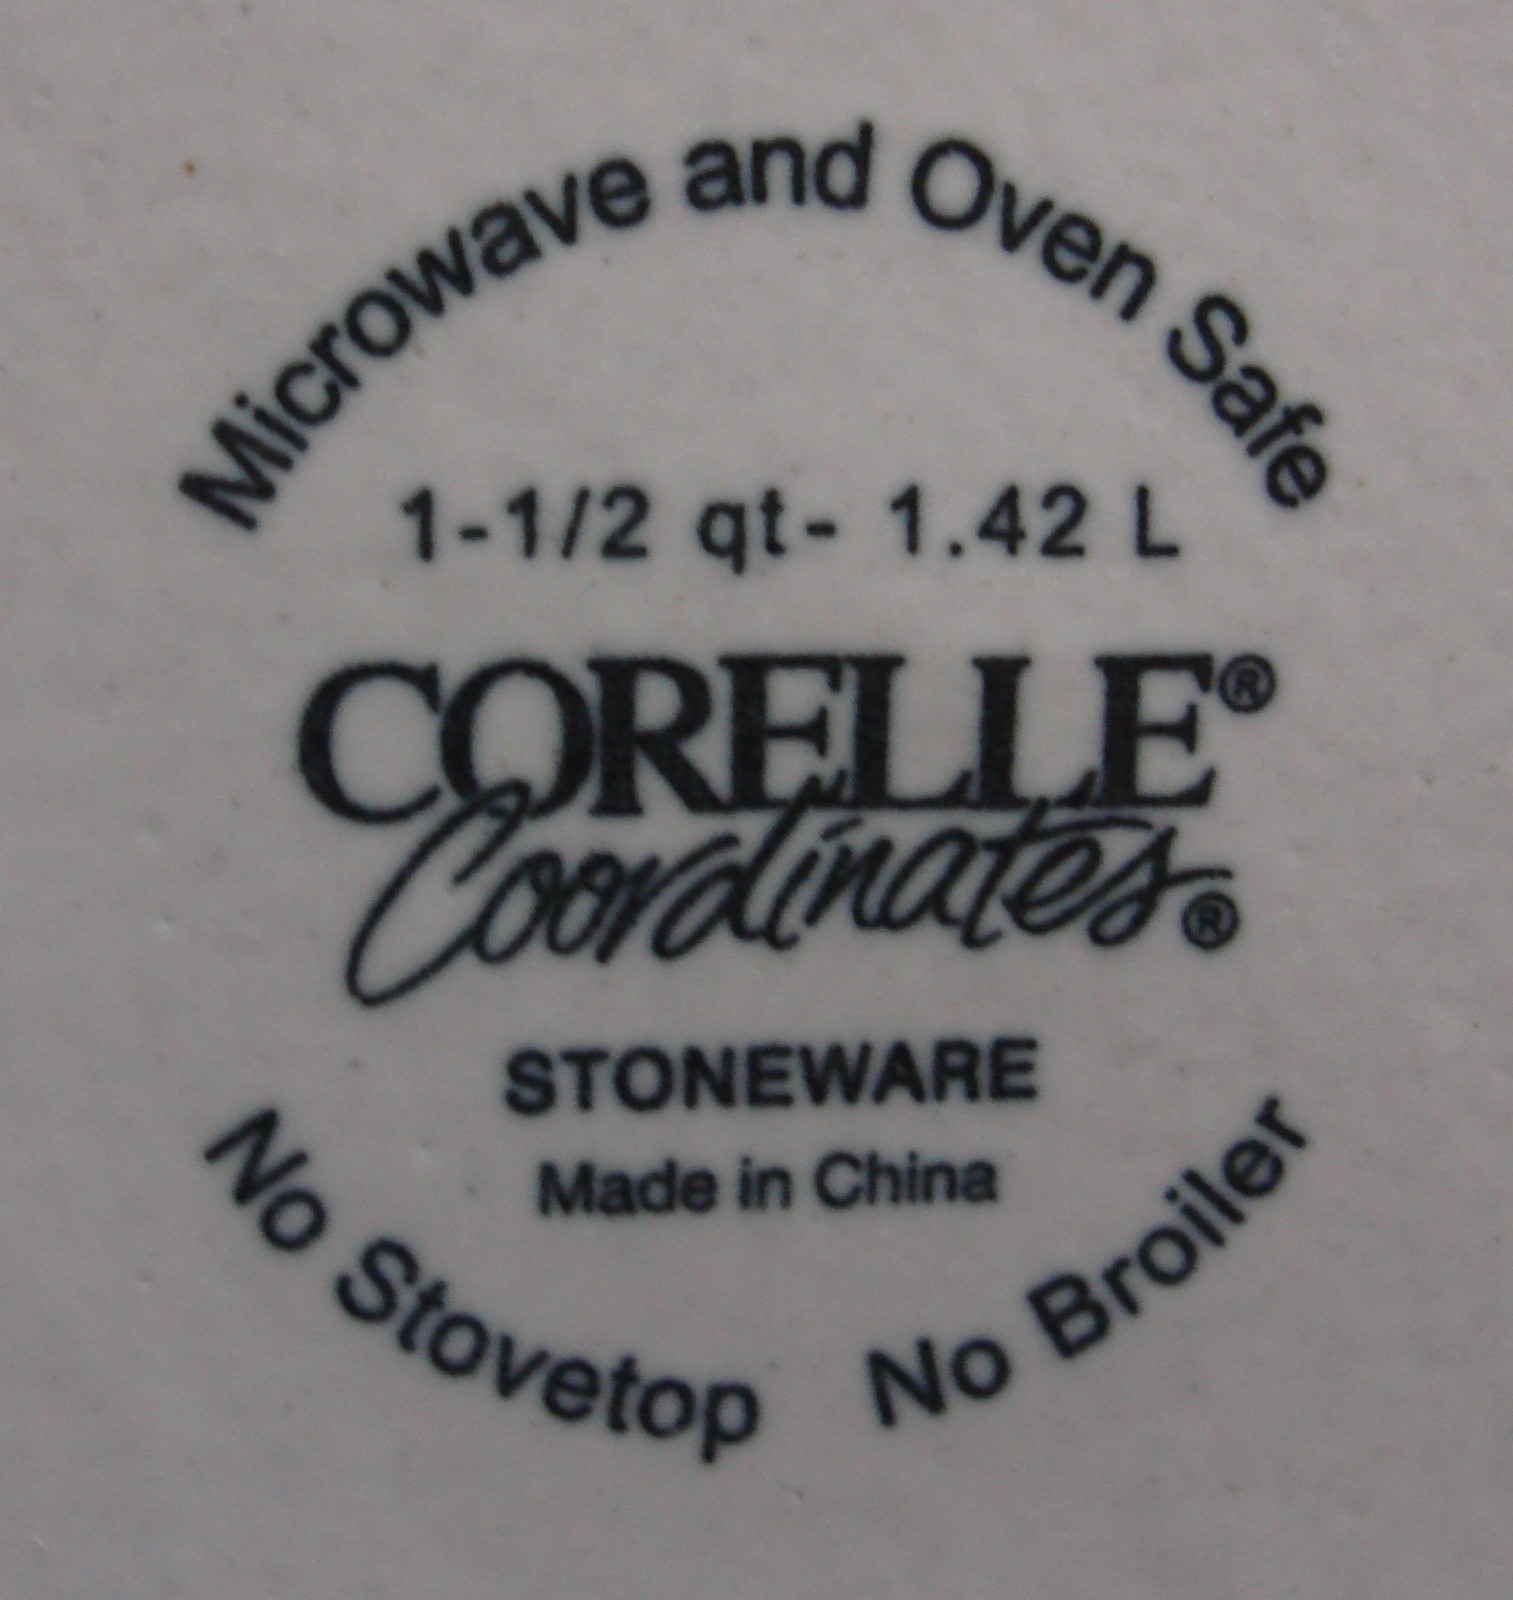 Microwave and Oven Safe
1-1/2 qt- 1.42 L
CORELLE®
Coordinates®
STONEWARE
Made in China
No Stovetop No Broiler